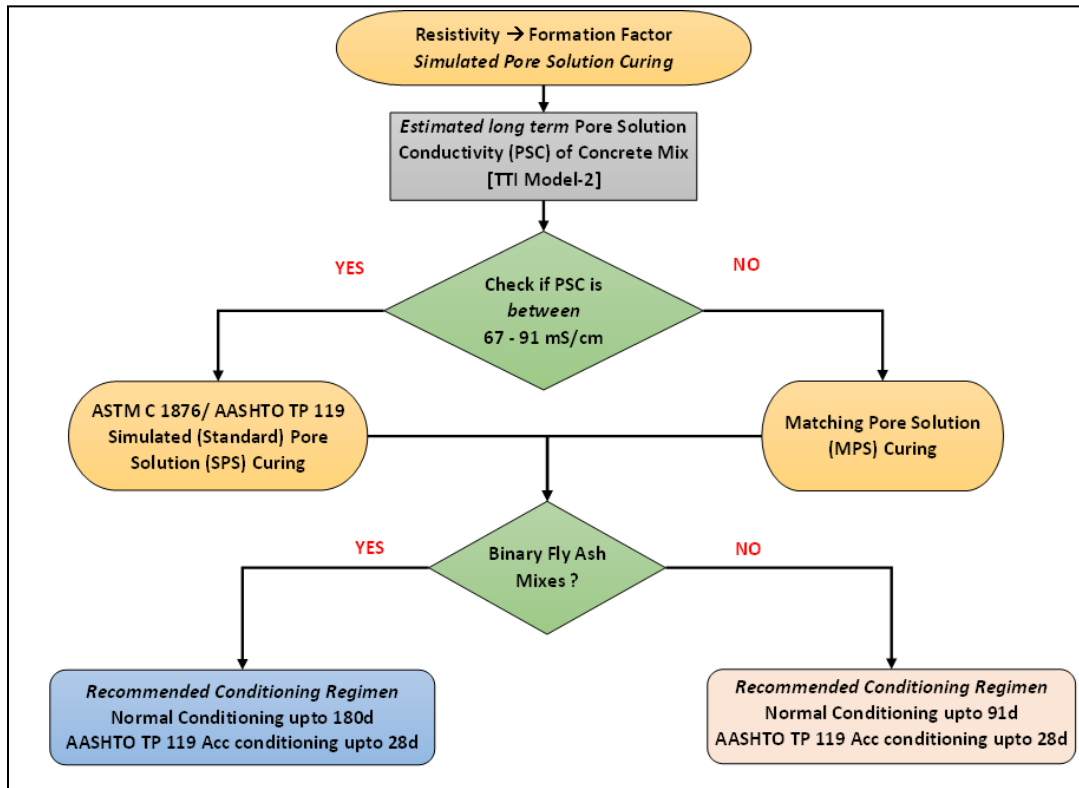 Resistivity → Formation Factor
Simulated Pore Solution Curing
Estimated long term Pore Solution
Conductivity (PSC) of Concrete Mix
[TTI Model-2]
YES
NO
Check if PSC is
between
67 - 91 mS/cm
ASTM C 1876/ AASHTO TP 119
Simulated (Standard) Pore
Solution (SPS) Curing
Matching Pore Solution
(MPS) Curing
YES
NO
Binary Fly Ash
Mixes ?
Recommended Conditioning Regimen
Normal Conditioning upto 180d
AASHTO TP 119 Acc conditioning upto 28d
Recommended Conditioning Regimen
Normal Conditioning upto 91d
AASHTO TP 119 Acc conditioning upto 28d